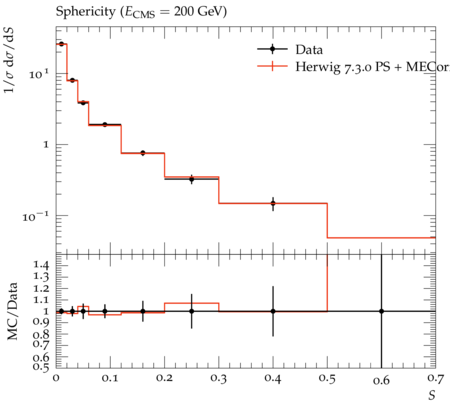 Sphericity (E_CMS = 200 GeV)
1/σ dσ/dS
Data
Herwig 7.3.0 PS + MECor
10^1
1
10^−1
MC/Data
1.4
1.3
1.2
1.1
1
0.9
0.8
0.7
0.6
0.5
0 0.1 0.2 0.3 0.4 0.5 0.6 0.7
S